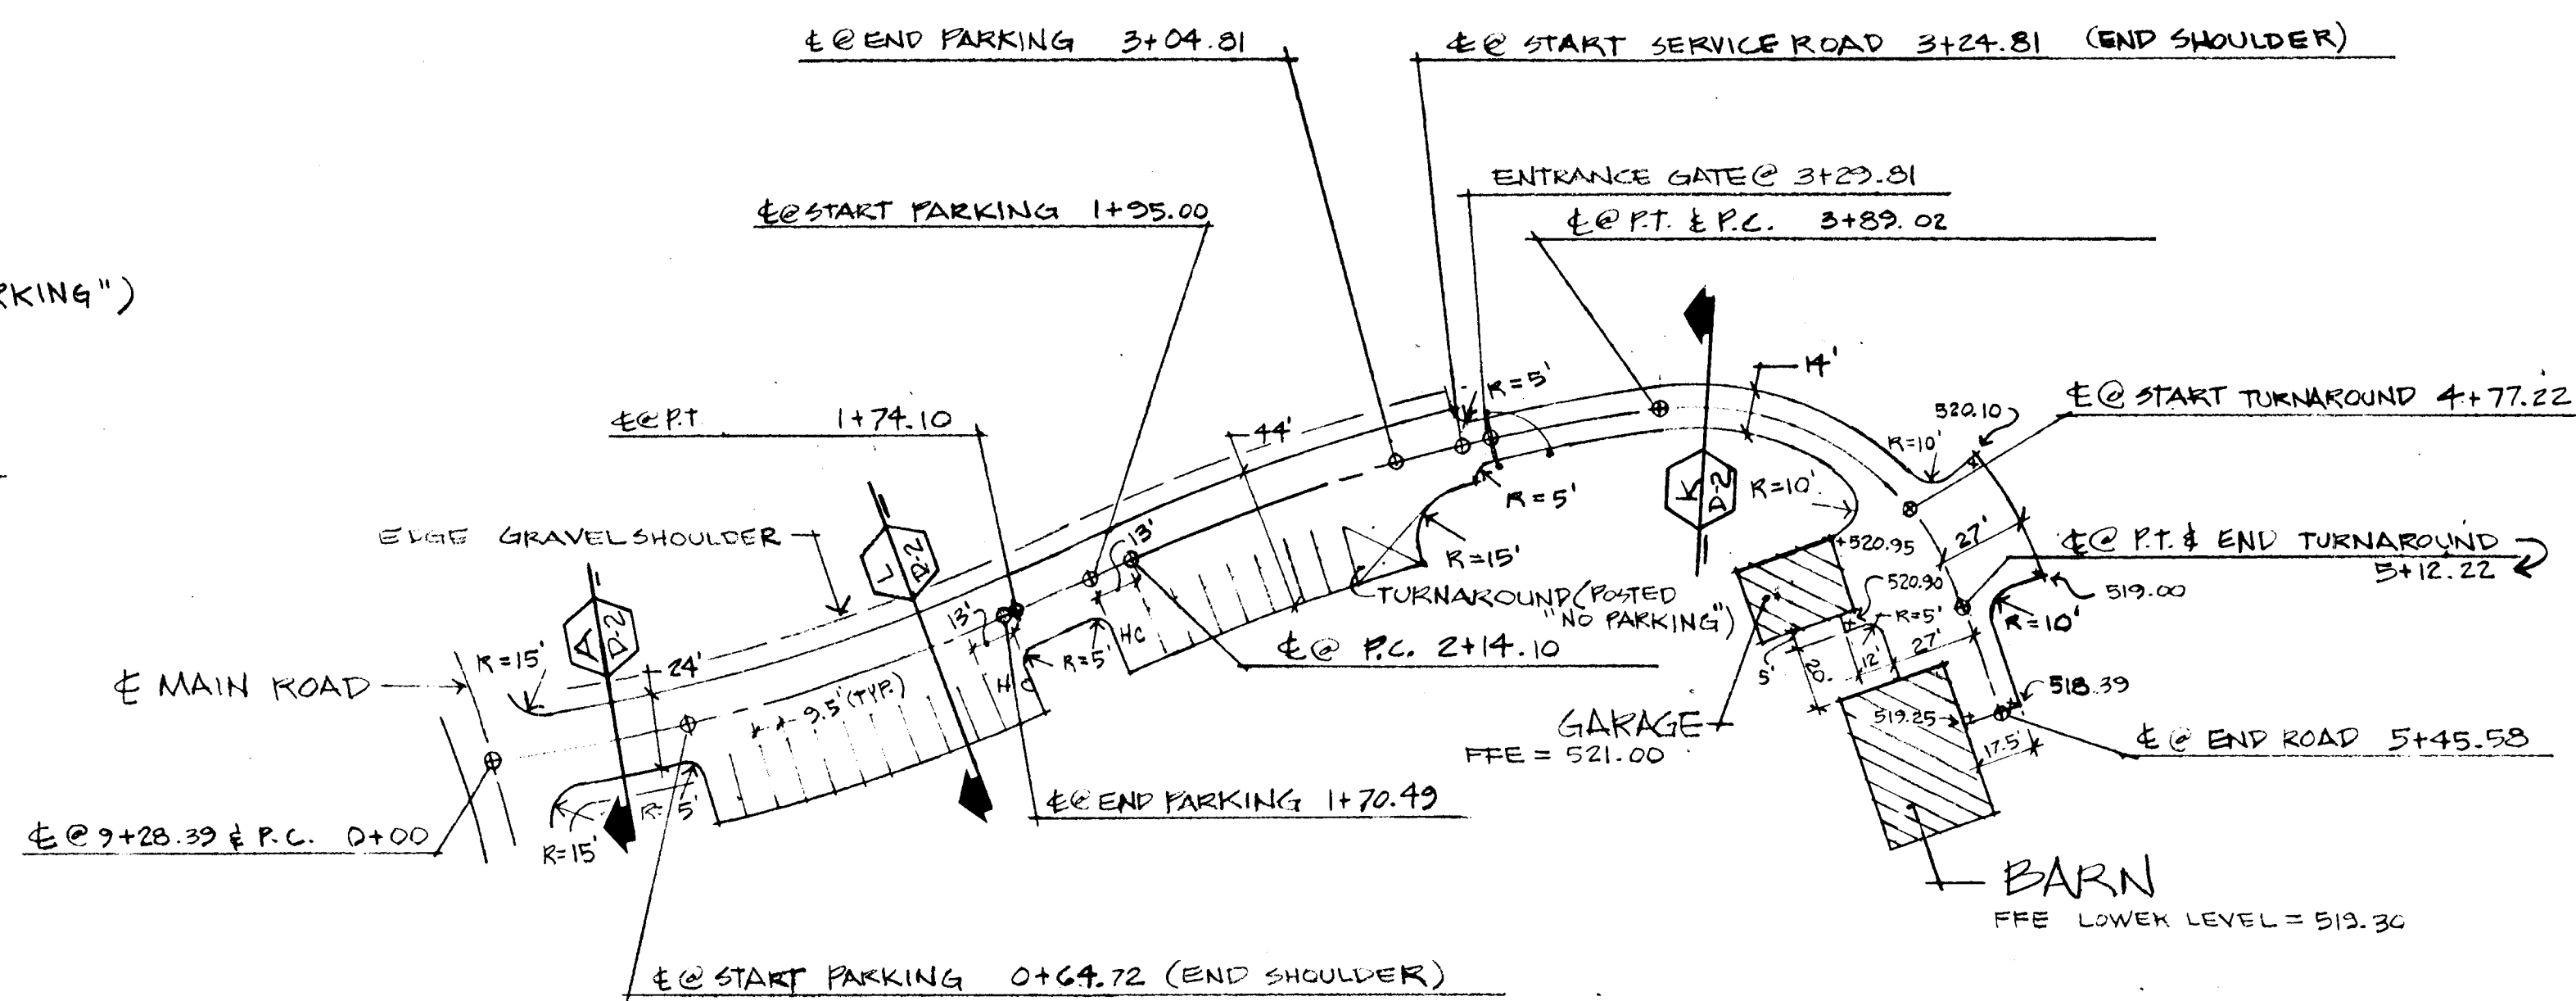 ℄ @ END PARKING 3+04.81
℄ @ START SERVICE ROAD 3+24.81 (END SHOULDER)
ENTRANCE GATE @ 3+29.81
℄ @ START PARKING 1+95.00
℄ @ P.T. & P.C. 3+89.02
RKING")
R=5'
14'
℄ @ START TURNAROUND 4+77.22
520.10
℄ @ P.T 1+74.10
44'
R=10'
K
D-2
R=10'
R=5'
EDGE GRAVEL SHOULDER
L
D-2
13'
27'
℄ @ P.T. & END TURNAROUND
5+12.22
+520.95
R=15'
520.90
519.00
TURNAROUND (POSTED
"NO PARKING")
13'
HC
R=5'
R=10'
A
D-2
R=15'
24'
R=5'
℄ @ P.C. 2+14.10
27'
5'
20'
12'
℄ MAIN ROAD
HC
518.39
9.5' (TYP.)
GARAGE
FFE = 521.00
519.25
℄ @ END ROAD 5+45.58
17.5'
℄ @ END PARKING 1+70.49
R=5'
℄ @ 9+28.39 & P.C. 0+00
R=15'
BARN
FFE LOWER LEVEL = 519.30
℄ @ START PARKING 0+64.72 (END SHOULDER)